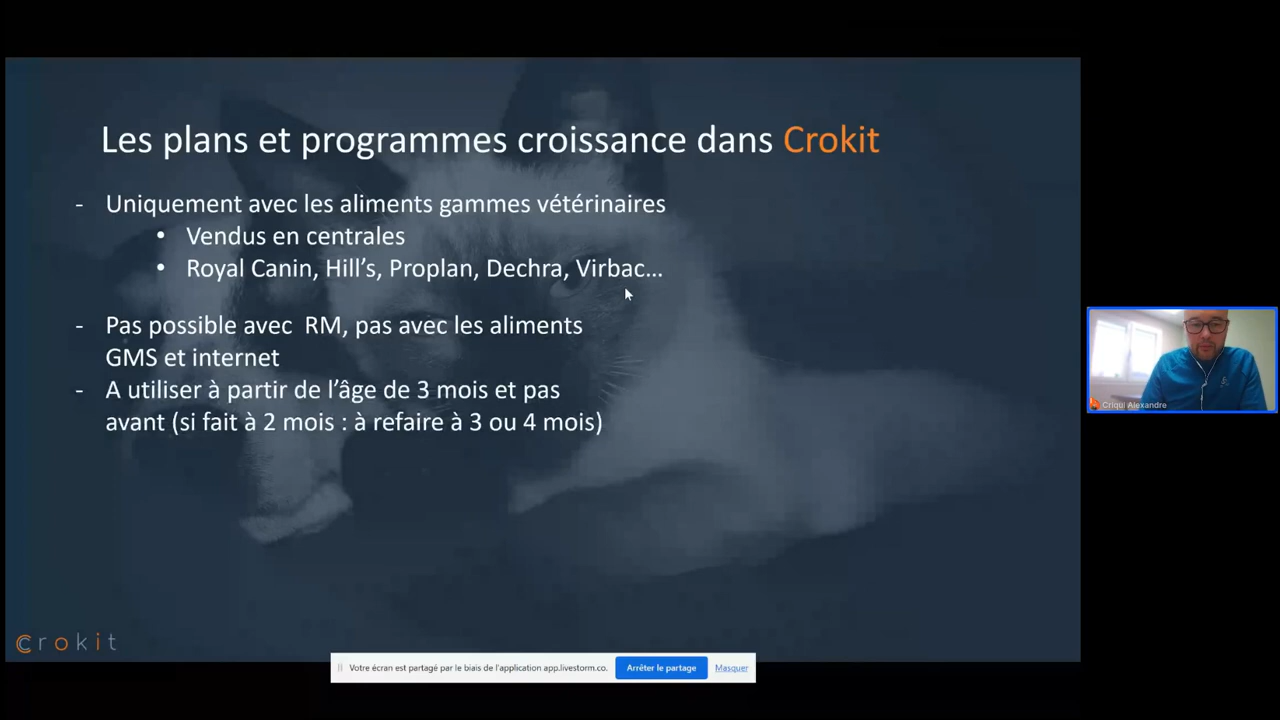 Les plans et programmes croissance dans Crokit
- Uniquement avec les aliments gammes vétérinaires
• Vendus en centrales
• Royal Canin, Hill's, Proplan, Dechra, Virbac...
- Pas possible avec RM, pas avec les aliments
GMS et internet
- A utiliser à partir de l'âge de 3 mois et pas
avant (si fait à 2 mois : à refaire à 3 ou 4 mois)
Criqui Alexandre
crokit
Votre écran est partagé par le biais de l'application app.livestorm.co.
Arrêter le partage
Masquer